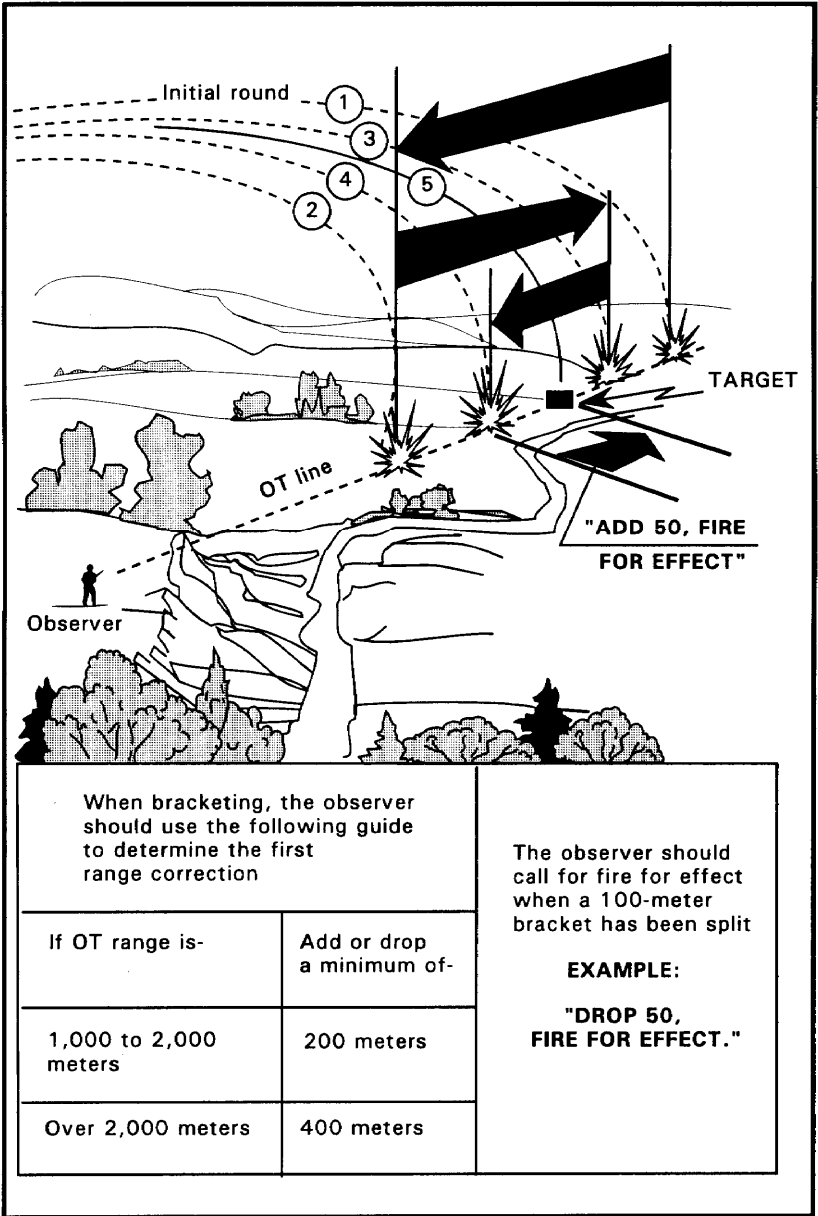 Initial round
1
3
4
5
2
TARGET
OT line
"ADD 50, FIRE
FOR EFFECT"
Observer
When bracketing, the observer
should use the following guide
to determine the first
range correction
If OT range is-
Add or drop
a minimum of-
1,000 to 2,000
meters
200 meters
Over 2,000 meters
400 meters
The observer should
call for fire for effect
when a 100-meter
bracket has been split
EXAMPLE:
"DROP 50,
FIRE FOR EFFECT."